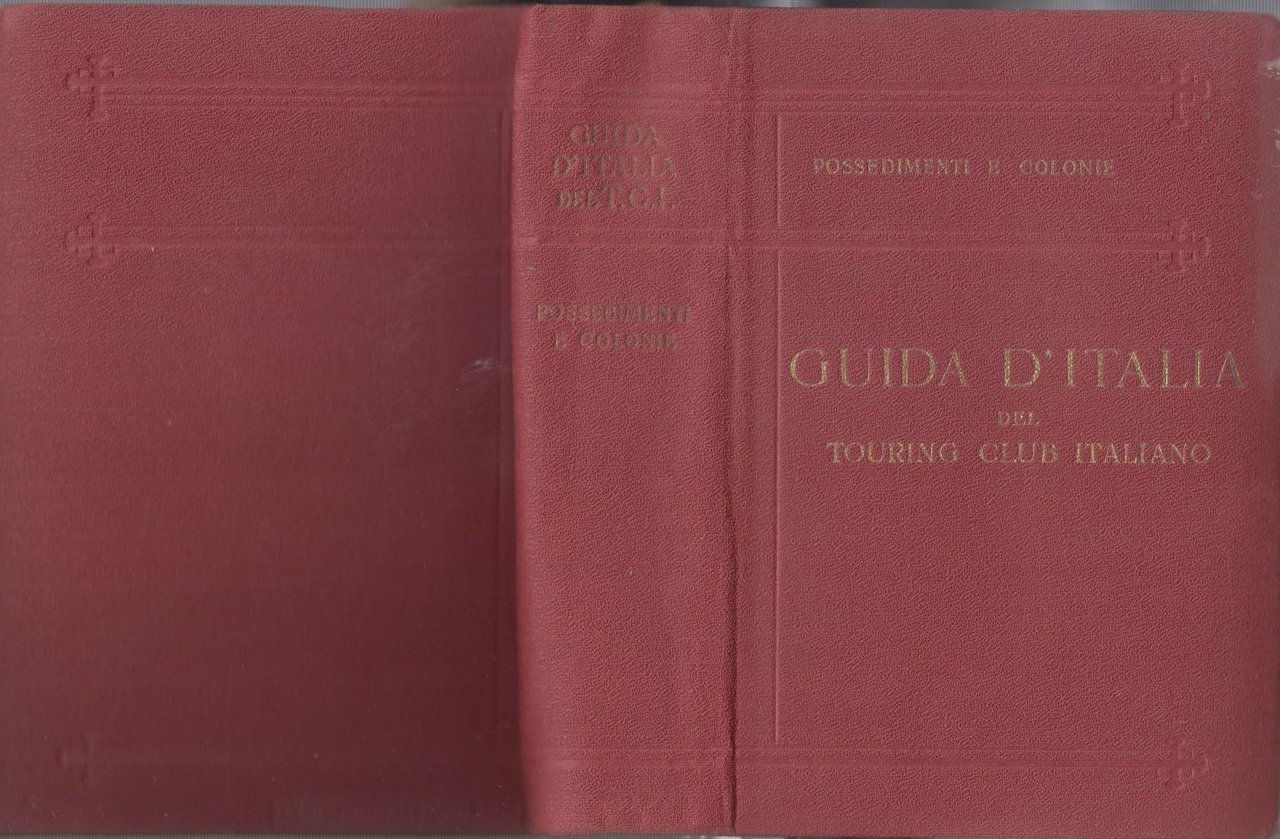 GUIDA
D'ITALIA
DEL T.C.I.
POSSEDIMENTI
E COLONIE
POSSEDIMENTI E COLONIE
GUIDA D'ITALIA
DEL
TOURING CLUB ITALIANO